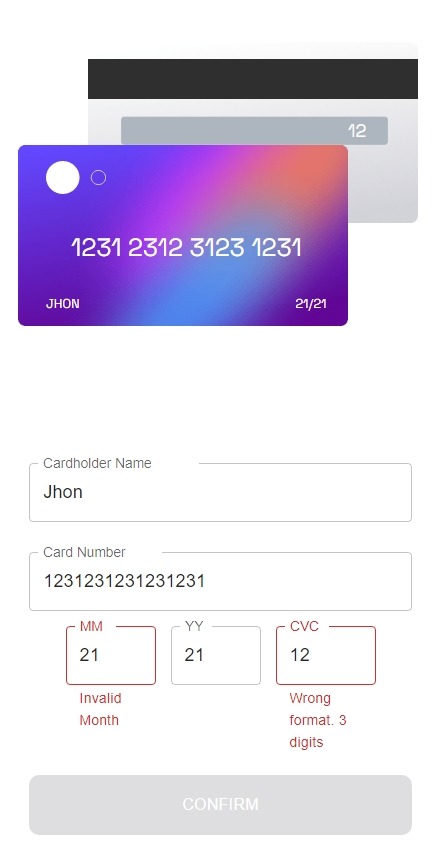 12
1231 2312 3123 1231
JHON 21/21
Cardholder Name
Jhon
Card Number
1231231231231231
MM YY CVC
21 21 12
Invalid
Month
Wrong
format. 3
digits
CONFIRM